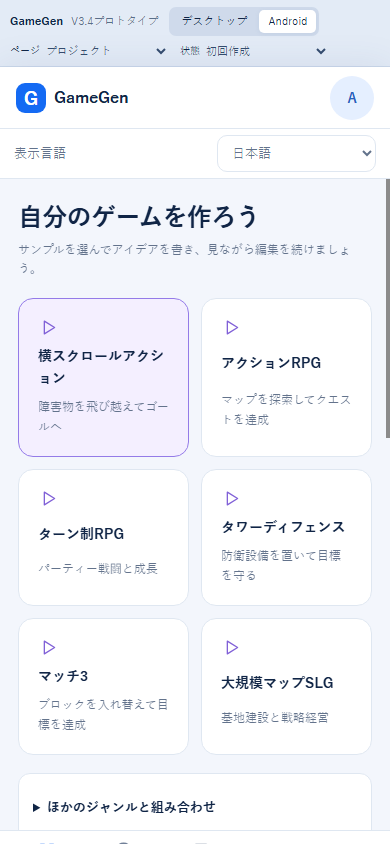 GameGen V3.4プロトタイプ デスクトップ Android
ページ プロジェクト 状態 初回作成
G GameGen A
表示言語 日本語
自分のゲームを作ろう
サンプルを選んでアイデアを書き、見ながら編集を続けましょ
う。
横スクロールアクシ
ョン
障害物を飛び越えてゴー
ルへ
アクションRPG
マップを探索してクエス
トを達成
ターン制RPG
パーティー戦闘と成長
タワーディフェンス
防衛設備を置いて目標
を守る
マッチ3
ブロックを入れ替えて目
標を達成
大規模マップSLG
基地建設と戦略経営
ほかのジャンルと組み合わせ